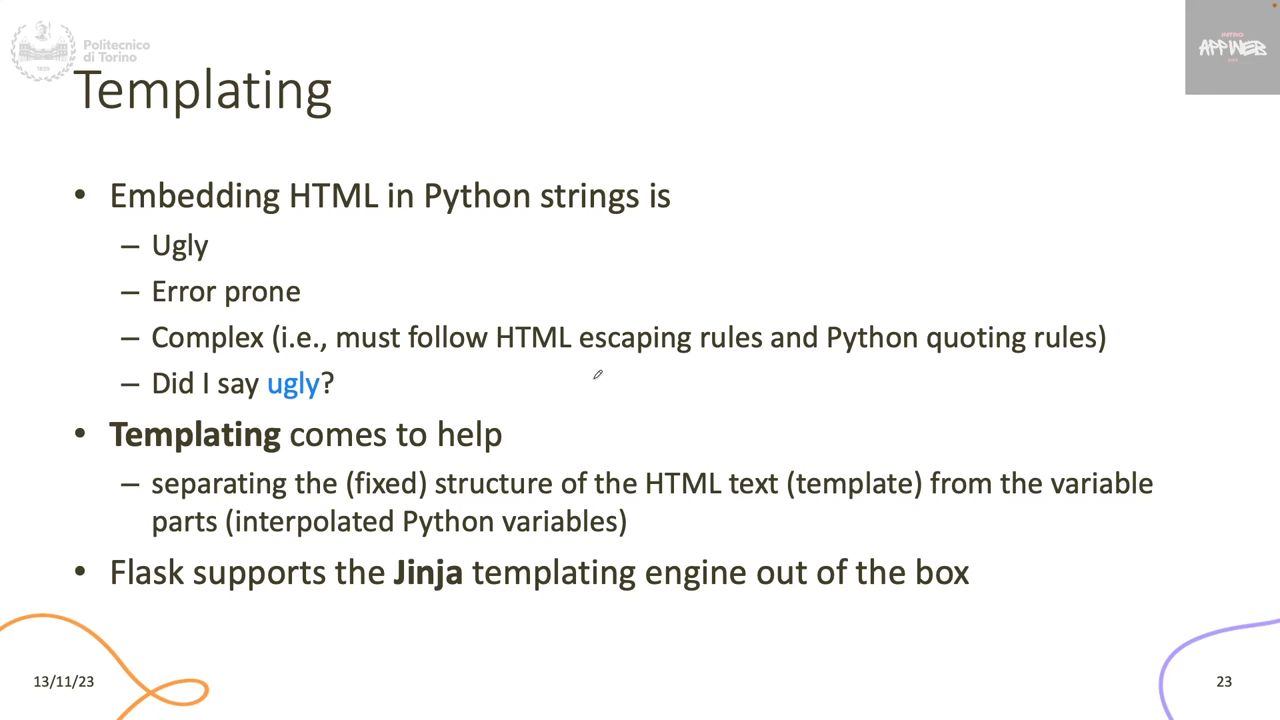 Politecnico
di Torino
1859
INTRO
APPWEB
Templating
• Embedding HTML in Python strings is
– Ugly
– Error prone
– Complex (i.e., must follow HTML escaping rules and Python quoting rules)
– Did I say ugly?
• Templating comes to help
– separating the (fixed) structure of the HTML text (template) from the variable
parts (interpolated Python variables)
• Flask supports the Jinja templating engine out of the box
13/11/23
23